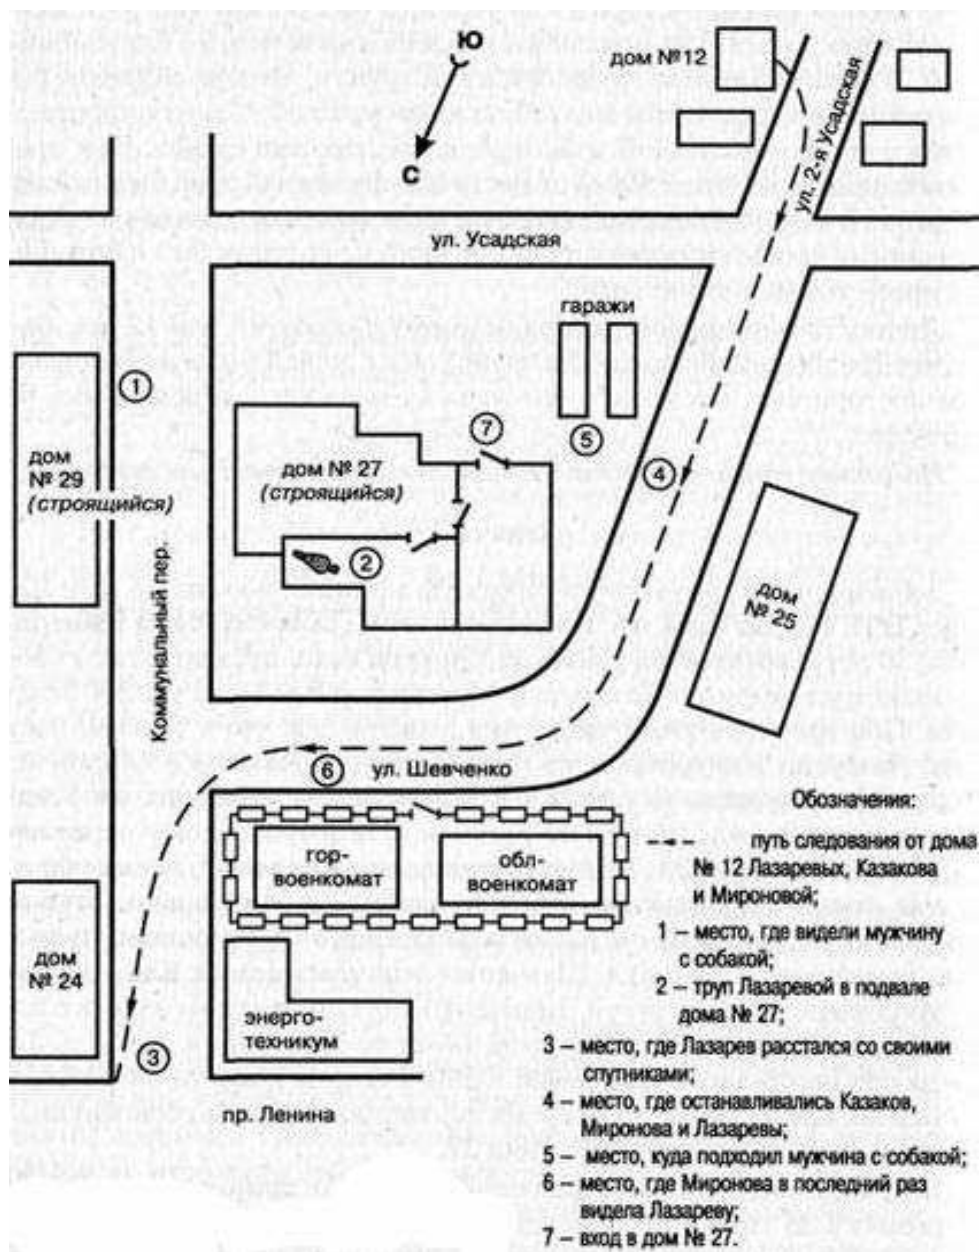 Ю
С
дом №12
ул. 2-я Усадская
ул. Усадская
гаражи
1
7
5
4
дом
№ 29
(строящийся)
дом № 27
(строящийся)
2
Коммунальный пер.
дом
№ 25
6
ул. Шевченко
гор-
военкомат
обл-
военкомат
дом
№ 24
энерго-
техникум
3
пр. Ленина
Обозначения:
путь следования от дома
№ 12 Лазаревых, Казакова
и Мироновой;
1 – место, где видели мужчину
с собакой;
2 – труп Лазаревой в подвале
дома № 27;
3 – место, где Лазарев расстался со своими
спутниками;
4 – место, где останавливались Казаков,
Миронова и Лазаревы;
5 – место, куда подходил мужчина с собакой;
6 – место, где Миронова в последний раз
видела Лазареву;
7 – вход в дом № 27.